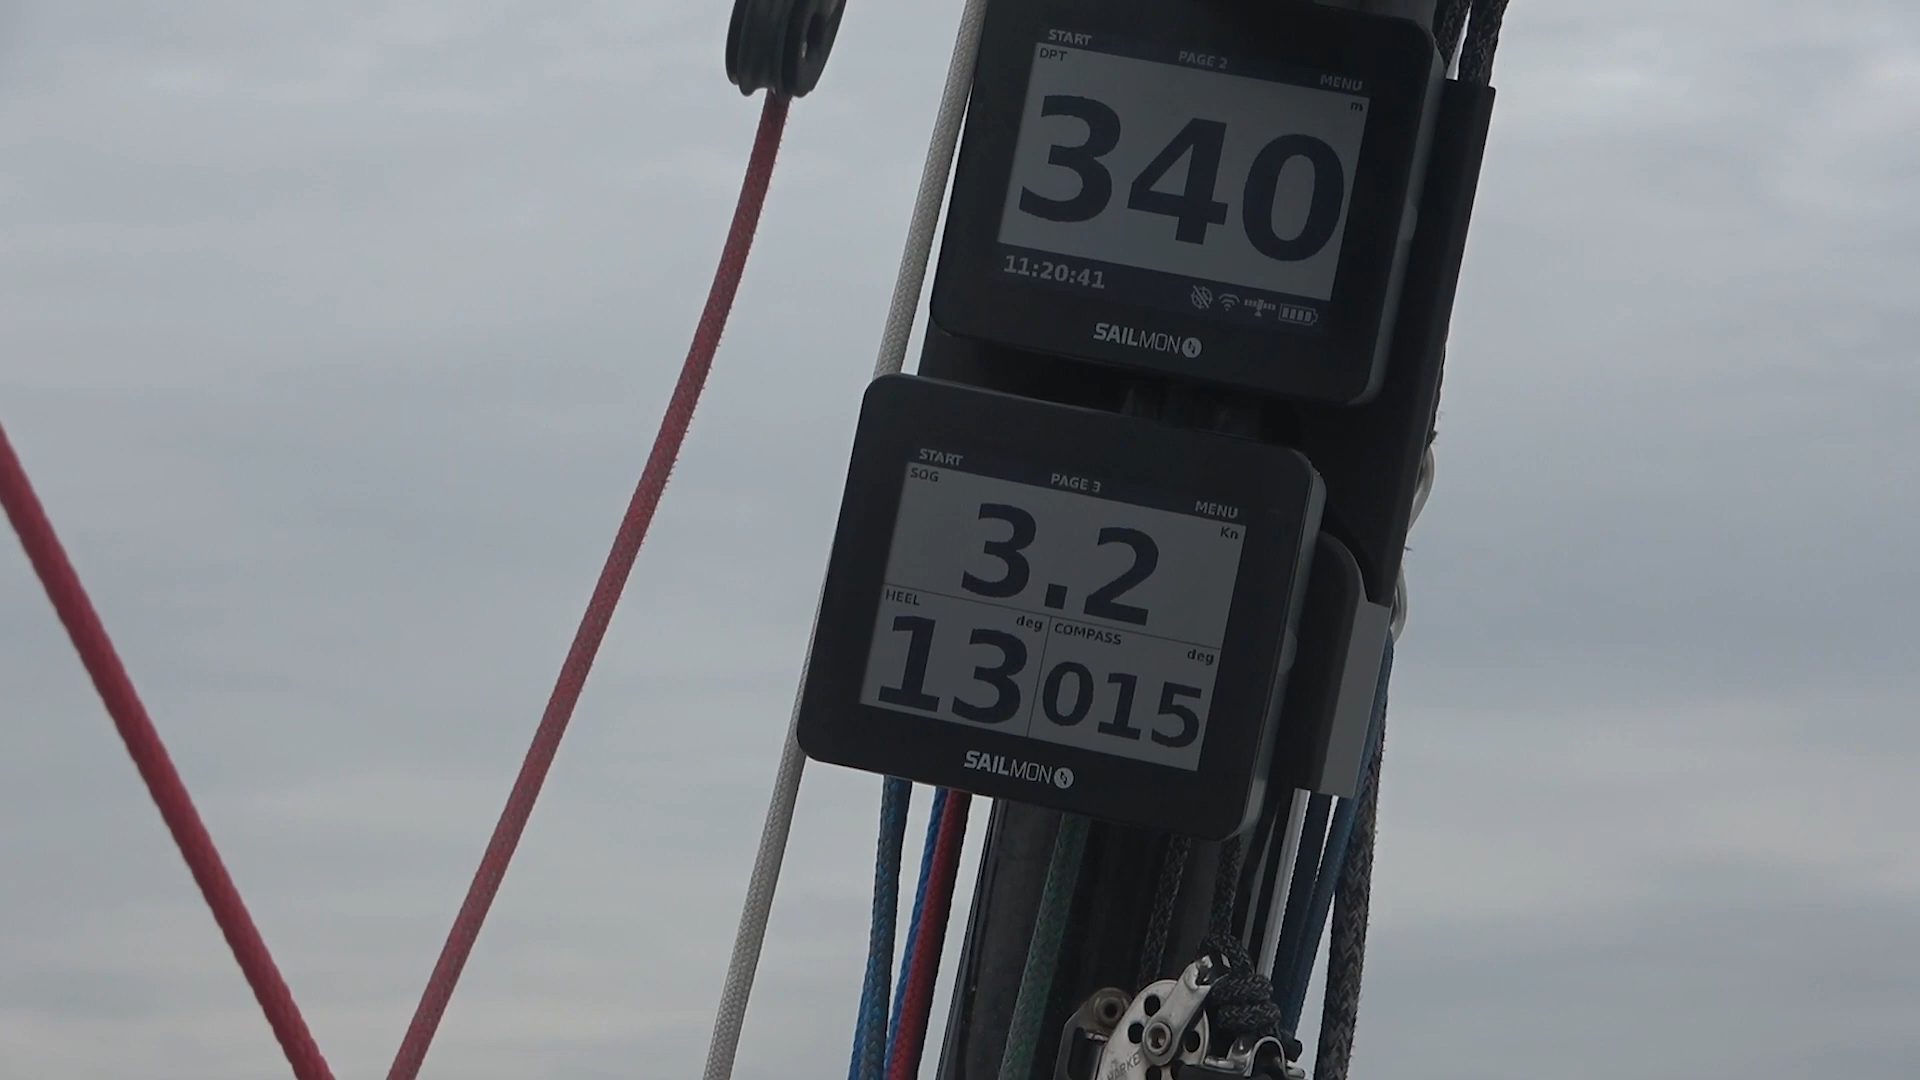 START PAGE 2 MENU
DPT m
340
11:20:41
SAILMON
START PAGE 3 MENU
SOG Kn
3.2
HEEL deg COMPASS deg
13 015
SAILMON
HARKE